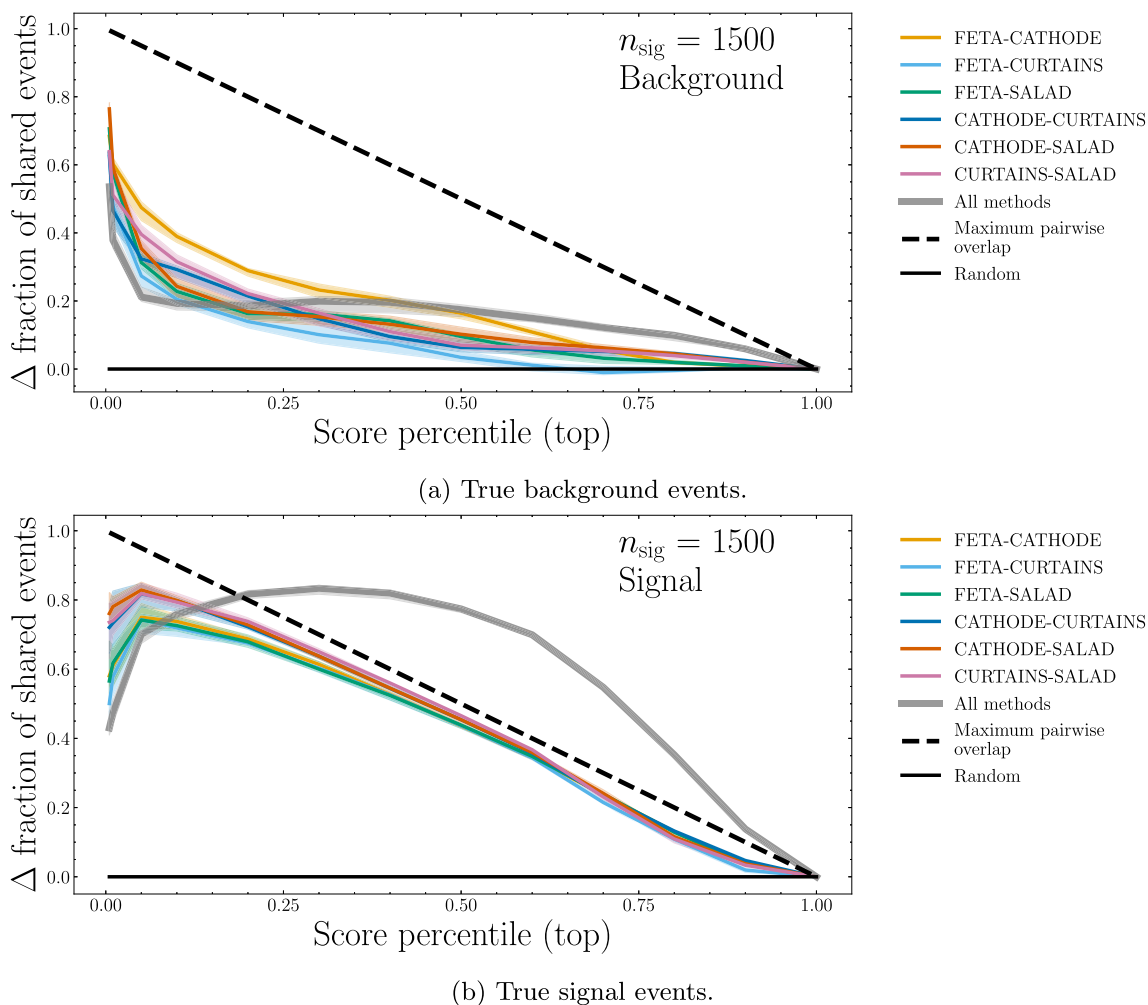 Δ fraction of shared events
1.0
0.8
0.6
0.4
0.2
0.0
n_sig = 1500
Background
0.00
0.25
0.50
0.75
1.00
Score percentile (top)
FETA-CATHODE
FETA-CURTAINS
FETA-SALAD
CATHODE-CURTAINS
CATHODE-SALAD
CURTAINS-SALAD
All methods
Maximum pairwise
overlap
Random
(a) True background events.
Δ fraction of shared events
1.0
0.8
0.6
0.4
0.2
0.0
n_sig = 1500
Signal
0.00
0.25
0.50
0.75
1.00
Score percentile (top)
FETA-CATHODE
FETA-CURTAINS
FETA-SALAD
CATHODE-CURTAINS
CATHODE-SALAD
CURTAINS-SALAD
All methods
Maximum pairwise
overlap
Random
(b) True signal events.